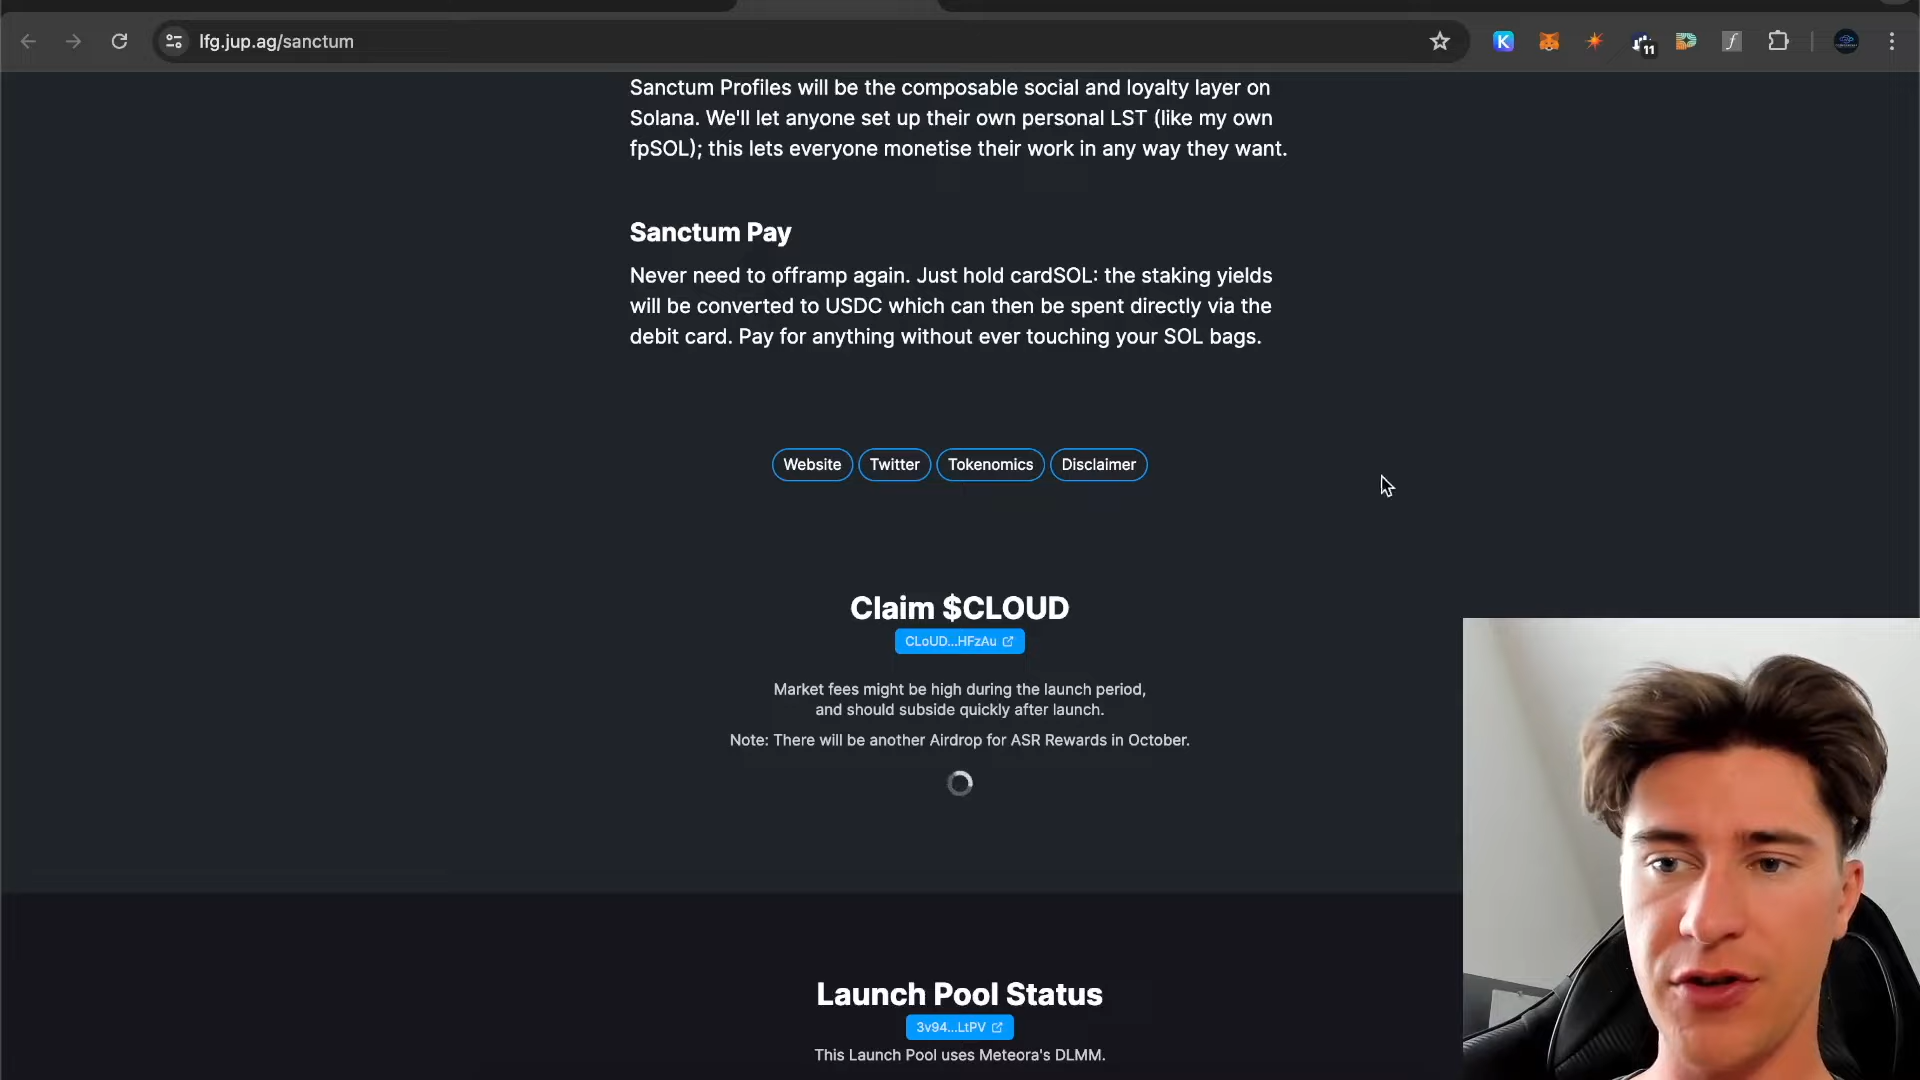 lfg.jup.ag/sanctum
11
Sanctum Profiles will be the composable social and loyalty layer on
Solana. We'll let anyone set up their own personal LST (like my own
fpSOL); this lets everyone monetise their work in any way they want.
Sanctum Pay
Never need to offramp again. Just hold cardSOL: the staking yields
will be converted to USDC which can then be spent directly via the
debit card. Pay for anything without ever touching your SOL bags.
Website Twitter Tokenomics Disclaimer
Claim $CLOUD
CLoUD...HFzAu
Market fees might be high during the launch period,
and should subside quickly after launch.
Note: There will be another Airdrop for ASR Rewards in October.
Launch Pool Status
3v94...LtPV
This Launch Pool uses Meteora's DLMM.